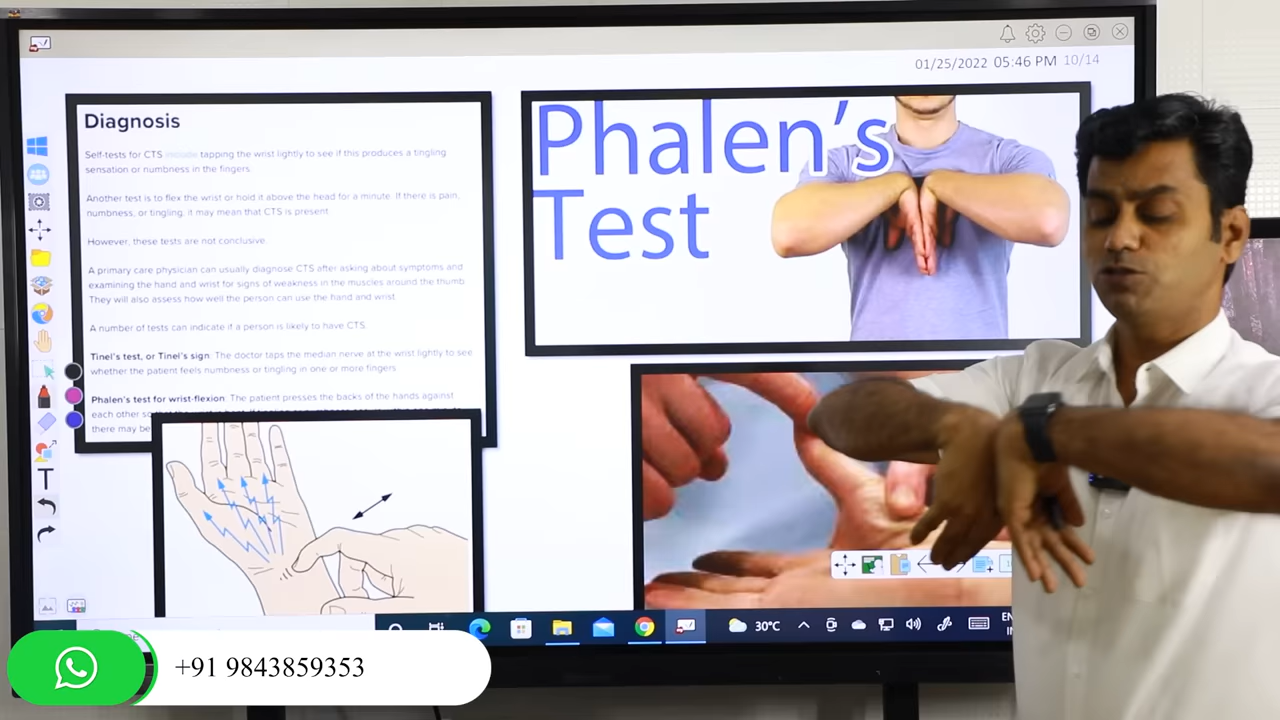 01/25/2022 05:46 PM 10/14
Diagnosis
Self-tests for CTS include tapping the wrist lightly to see if this produces a tingling
sensation or numbness in the fingers.
Another test is to flex the wrist or hold it above the head for a minute. If there is pain,
numbness, or tingling, it may mean that CTS is present.
However, these tests are not conclusive.
A primary care physician can usually diagnose CTS after asking about symptoms and
examining the hand and wrist for signs of weakness in the muscles around the thumb.
They will also assess how well the person can use the hand and wrist.
A number of tests can indicate if a person is likely to have CTS.
Tinel's test, or Tinel's sign: The doctor taps the median nerve at the wrist lightly to see
whether the patient feels numbness or tingling in one or more fingers.
Phalen's test for wrist-flexion: The patient presses the backs of the hands against
each other so
there may be
Phalen's
Test
T
30°C
+91 9843859353